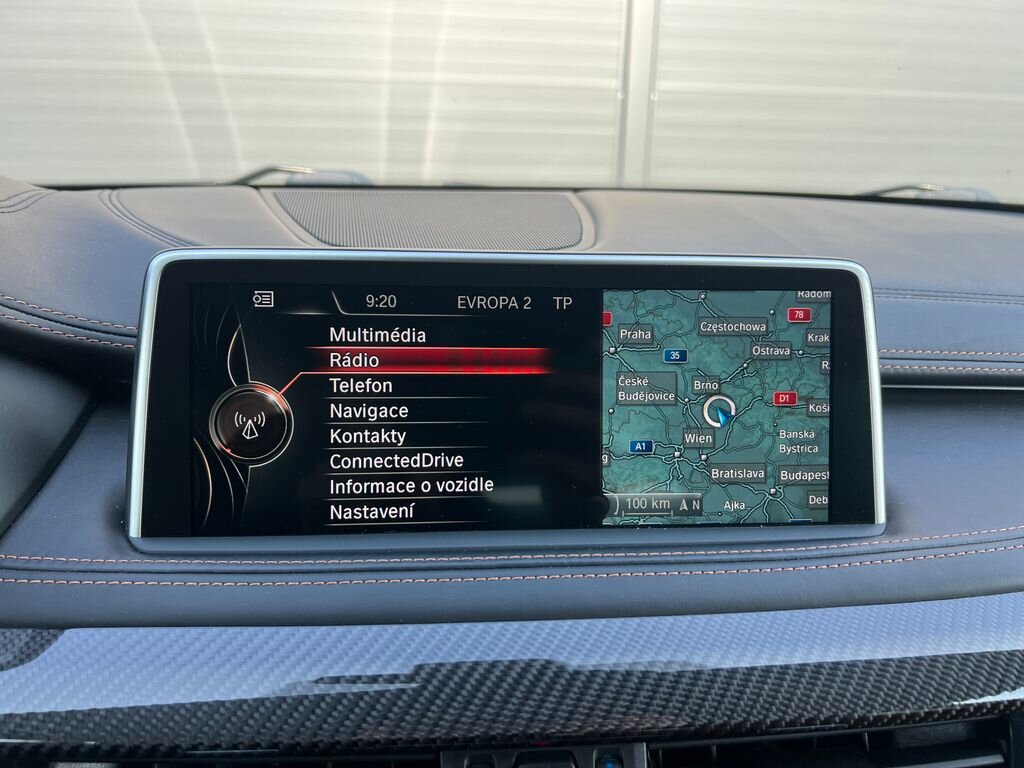 9:20 EVROPA 2 TP
Multimédia
Rádio
Telefon
Navigace
Kontakty
ConnectedDrive
Informace o vozidle
Nastavení
Radom
78
Częstochowa
Praha
Krak
35
Ostrava
České
Budějovice
Brno
D1
Koši
Wien
A1
Banská
Bystrica
Bratislava
Budapest
100 km
N
Ajka
Deb